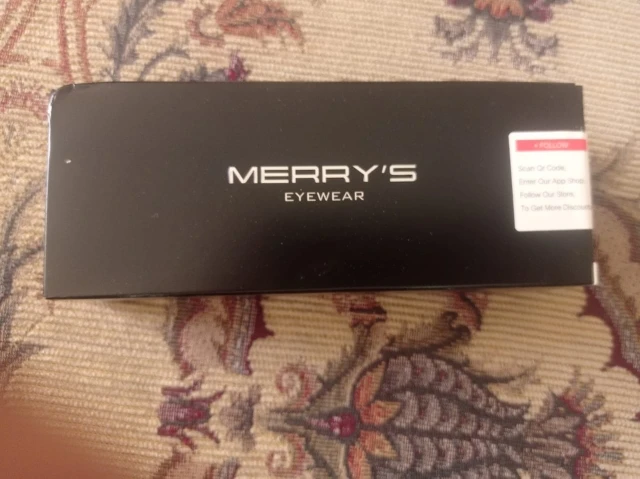 MERRY'S
EYEWEAR
+ FOLLOW
Scan Qr Code,
Enter Our App Shop,
Follow Our Store,
To Get More Discount